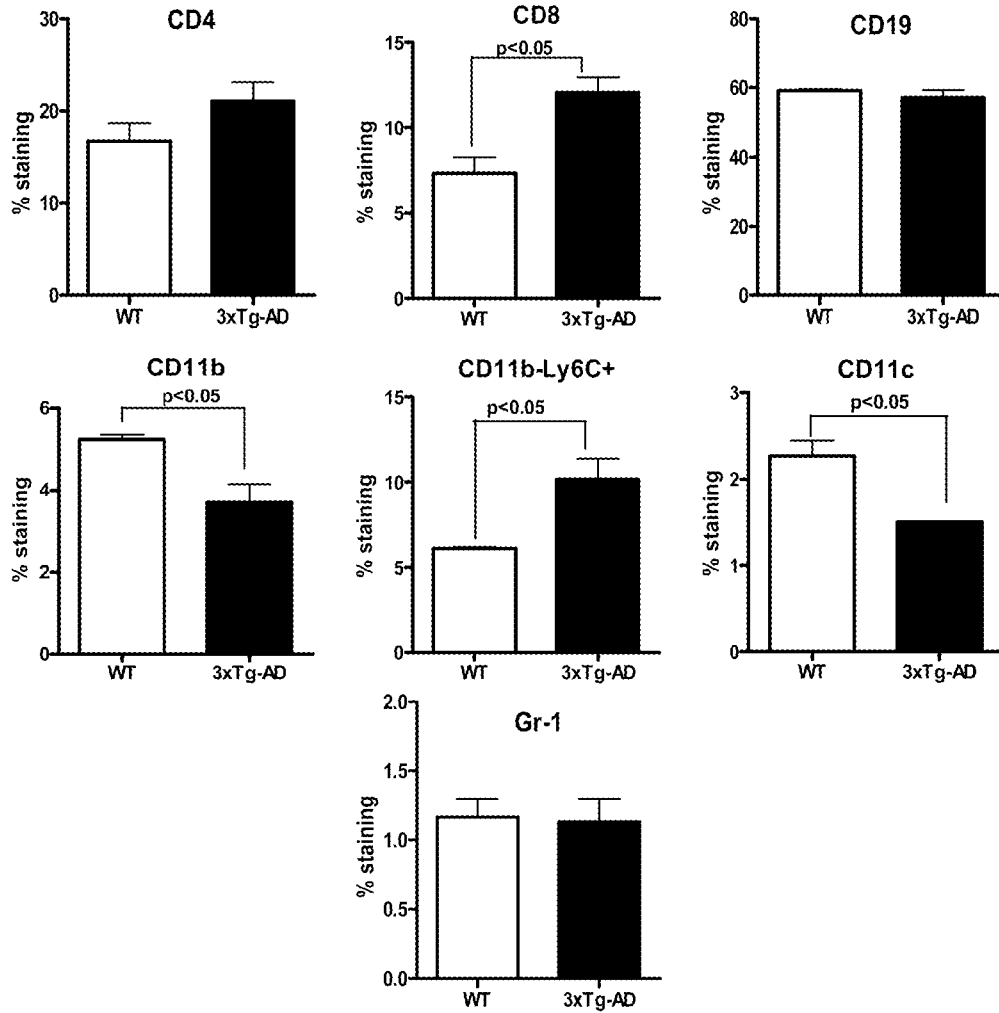 CD4
% staining
30
20
10
0
WT 3xTg-AD
CD8
p<0.05
% staining
15
10
5
0
WT 3xTg-AD
CD19
% staining
80
60
40
20
0
WT 3xTg-AD
CD11b
p<0.05
% staining
6
4
2
0
WT 3xTg-AD
CD11b-Ly6C+
p<0.05
% staining
15
10
5
0
WT 3xTg-AD
CD11c
p<0.05
% staining
3
2
1
0
WT 3xTg-AD
Gr-1
% staining
2.0
1.5
1.0
0.5
0.0
WT 3xTg-AD